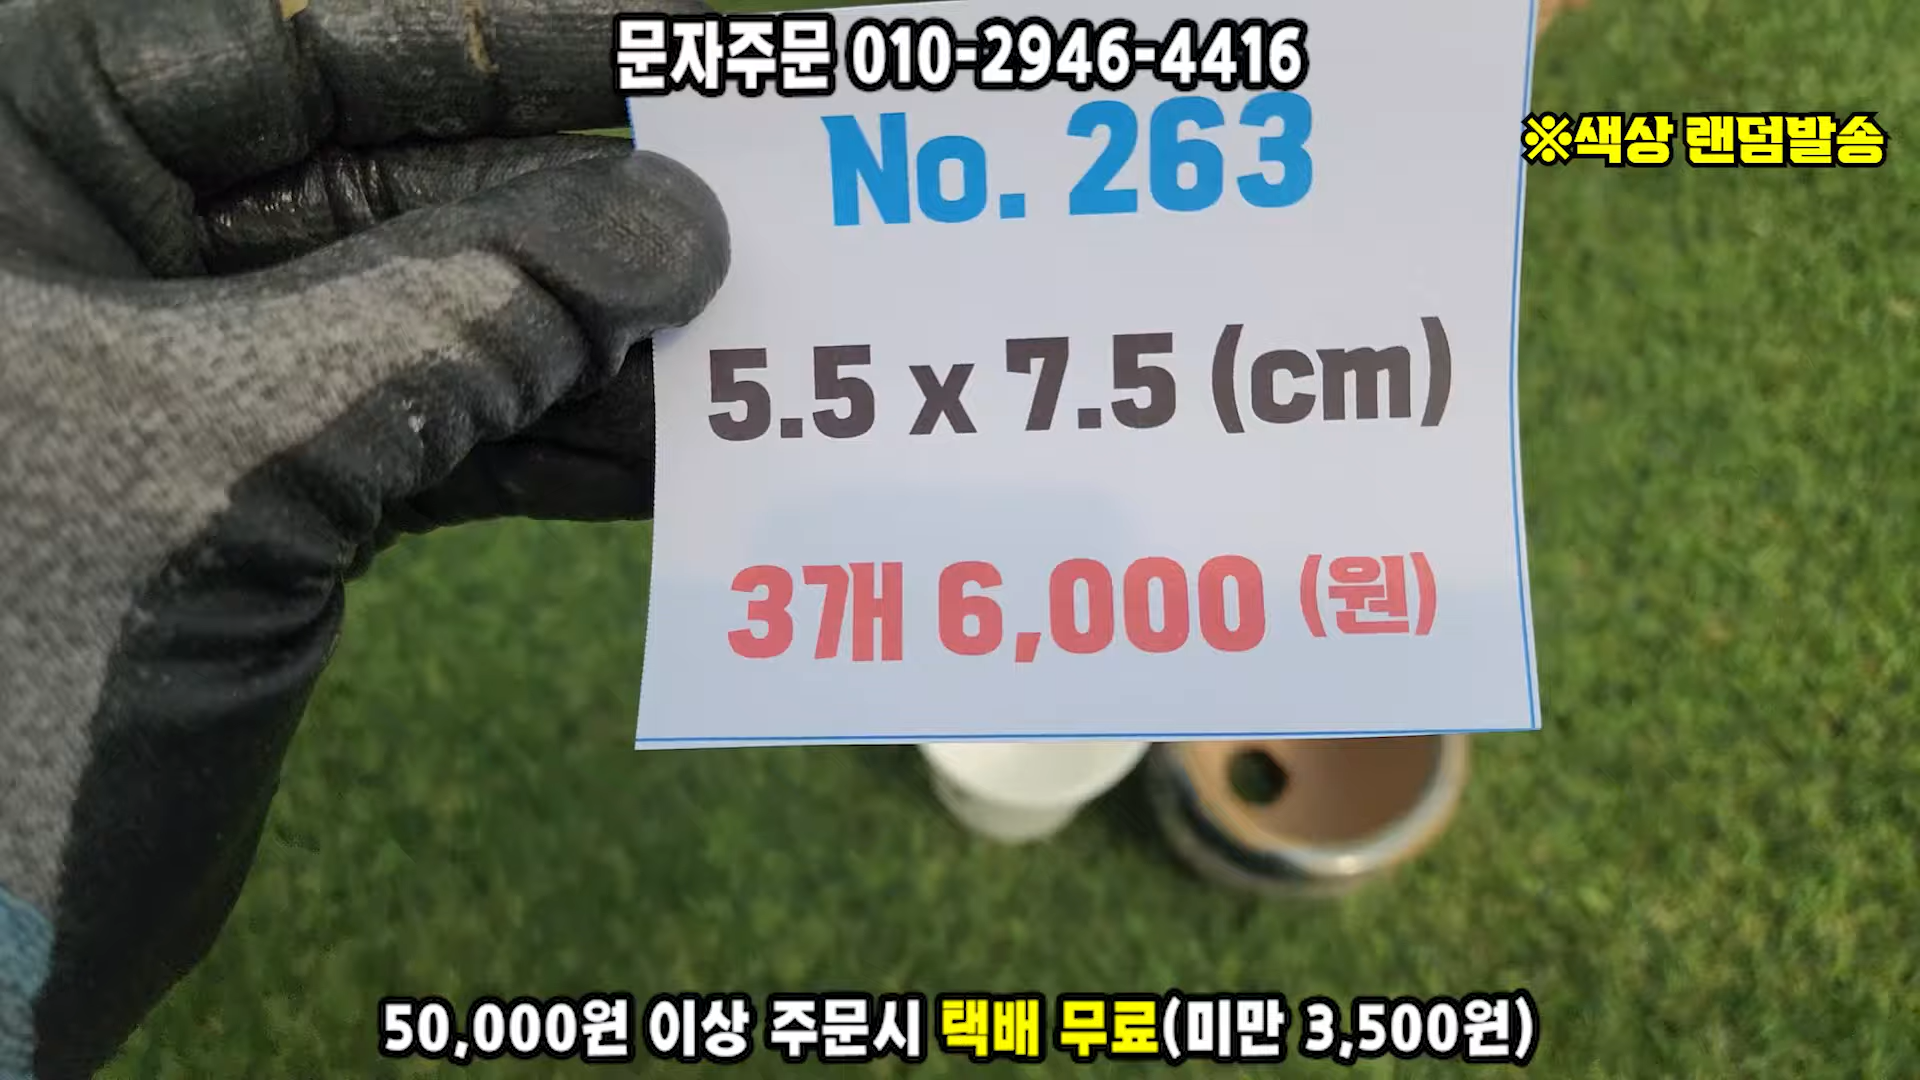 문자주문 010-2946-4416
※색상 랜덤발송
No. 263
5.5 x 7.5 (cm)
3개 6,000 (원)
50,000원 이상 주문시 택배 무료(미만 3,500원)